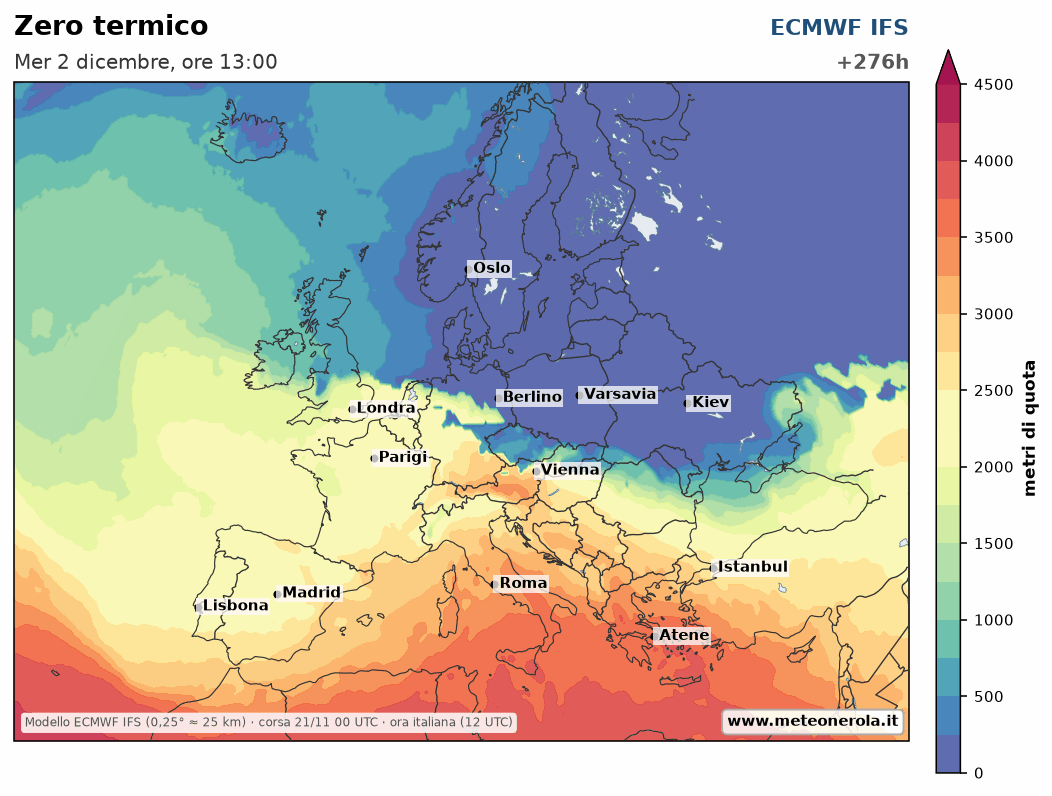 Zero termico
ECMWF IFS
Mer 2 dicembre, ore 13:00
+276h
4500
4000
3500
3000
2500
2000
1500
1000
500
0
metri di quota
Oslo
Berlino
Varsavia
Kiev
Londra
Parigi
Vienna
Istanbul
Roma
Madrid
Lisbona
Atene
Modello ECMWF IFS (0,25° ≈ 25 km) · corsa 21/11 00 UTC · ora italiana (12 UTC)
www.meteonerola.it